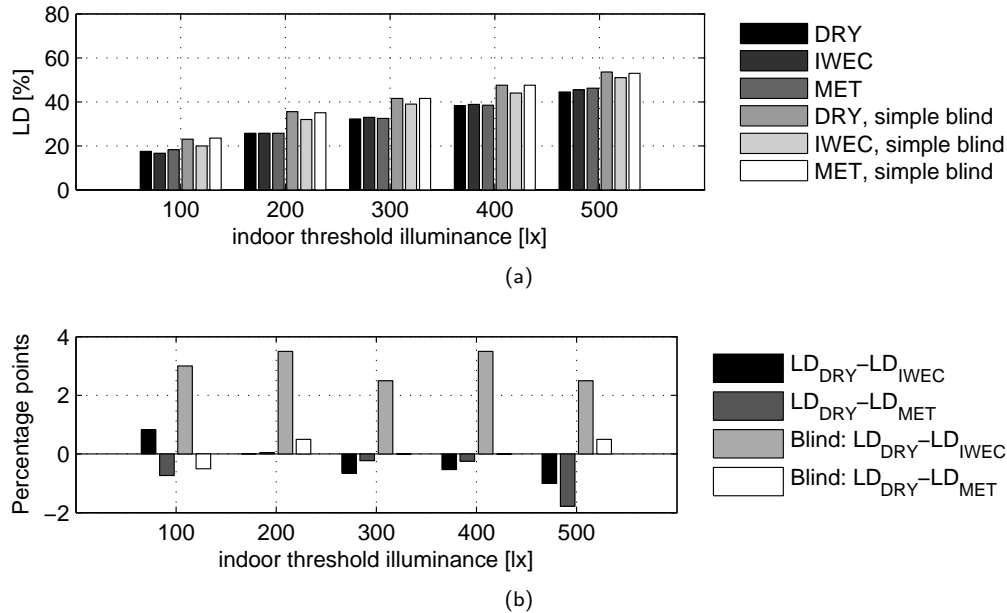 80
60
40
20
0
LD [%]
100 200 300 400 500
indoor threshold illuminance [lx]
DRY
IWEC
MET
DRY, simple blind
IWEC, simple blind
MET, simple blind
(a)
4
2
0
−2
Percentage points
100 200 300 400 500
indoor threshold illuminance [lx]
LD_DRY−LD_IWEC
LD_DRY−LD_MET
Blind: LD_DRY−LD_IWEC
Blind: LD_DRY−LD_MET
(b)